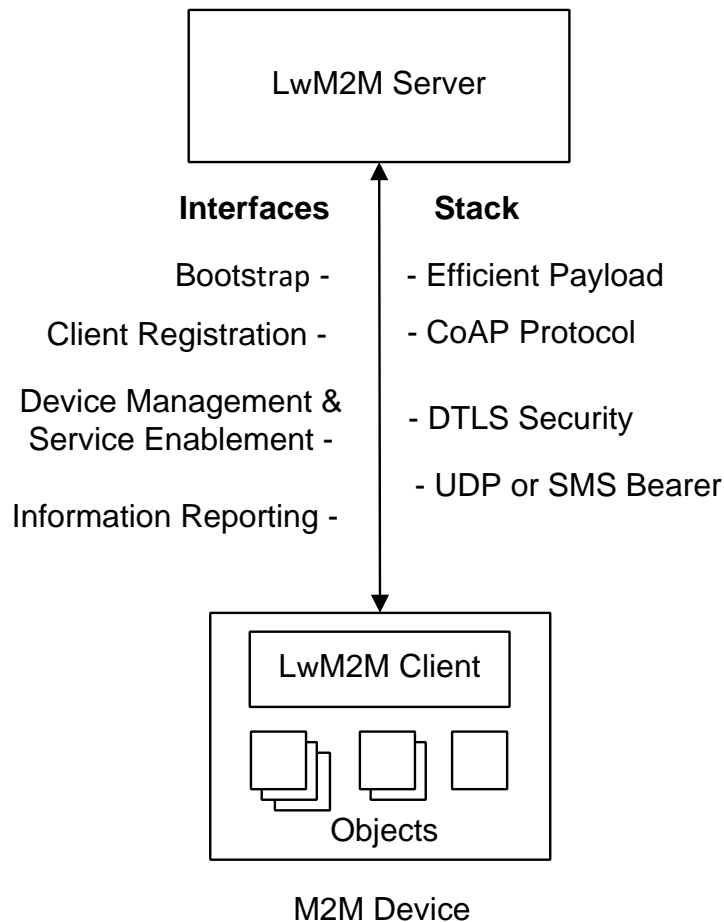 LwM2M Server
Interfaces
Stack
Bootstrap -
- Efficient Payload
Client Registration -
- CoAP Protocol
Device Management &
Service Enablement -
- DTLS Security
- UDP or SMS Bearer
Information Reporting -
LwM2M Client
Objects
M2M Device